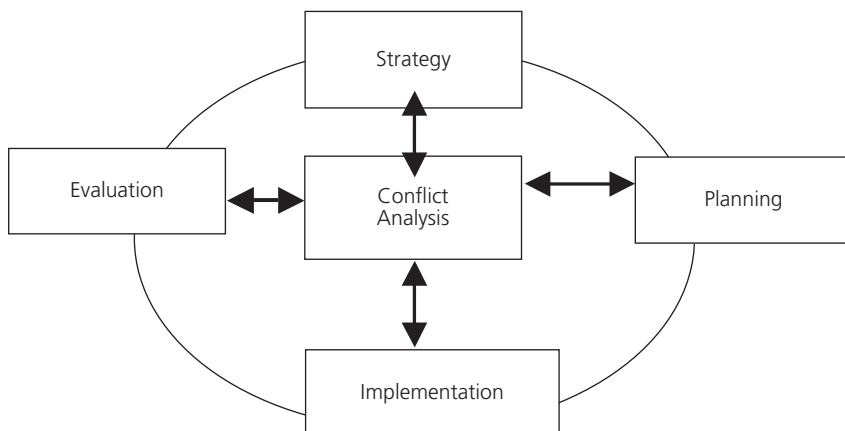 Strategy
Evaluation
Conflict
Analysis
Planning
Implementation